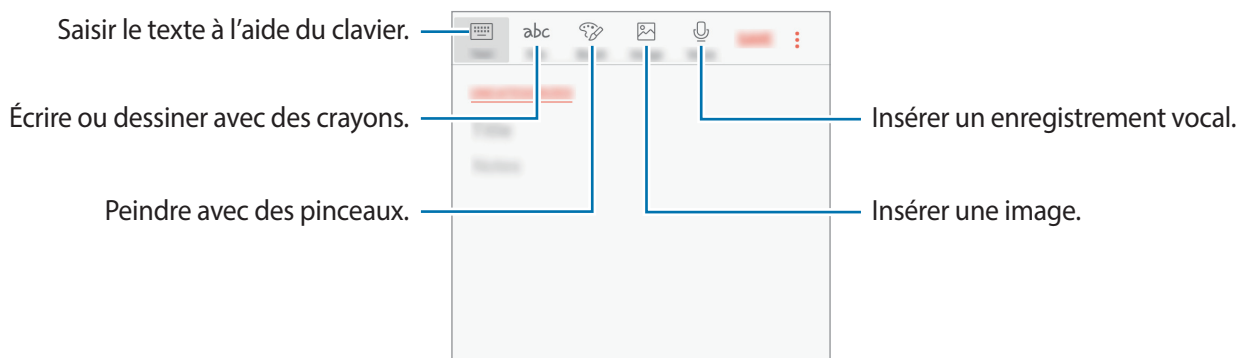 Saisir le texte à l'aide du clavier.
abc
Écrire ou dessiner avec des crayons.
Insérer un enregistrement vocal.
Peindre avec des pinceaux.
Insérer une image.